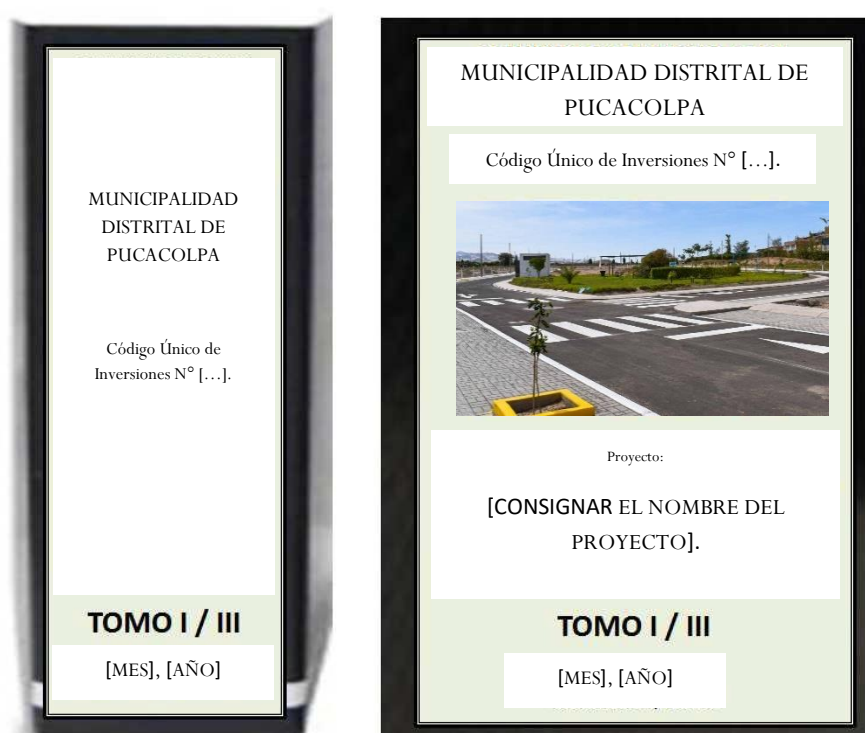 MUNICIPALIDAD
DISTRITAL DE
PUCACOLPA
Código Único de
Inversiones N° [...].
TOMO I / III
[MES], [AÑO]
MUNICIPALIDAD DISTRITAL DE
PUCACOLPA
Código Único de Inversiones N° [...].
Proyecto:
[CONSIGNAR EL NOMBRE DEL
PROYECTO].
TOMO I / III
[MES], [AÑO]